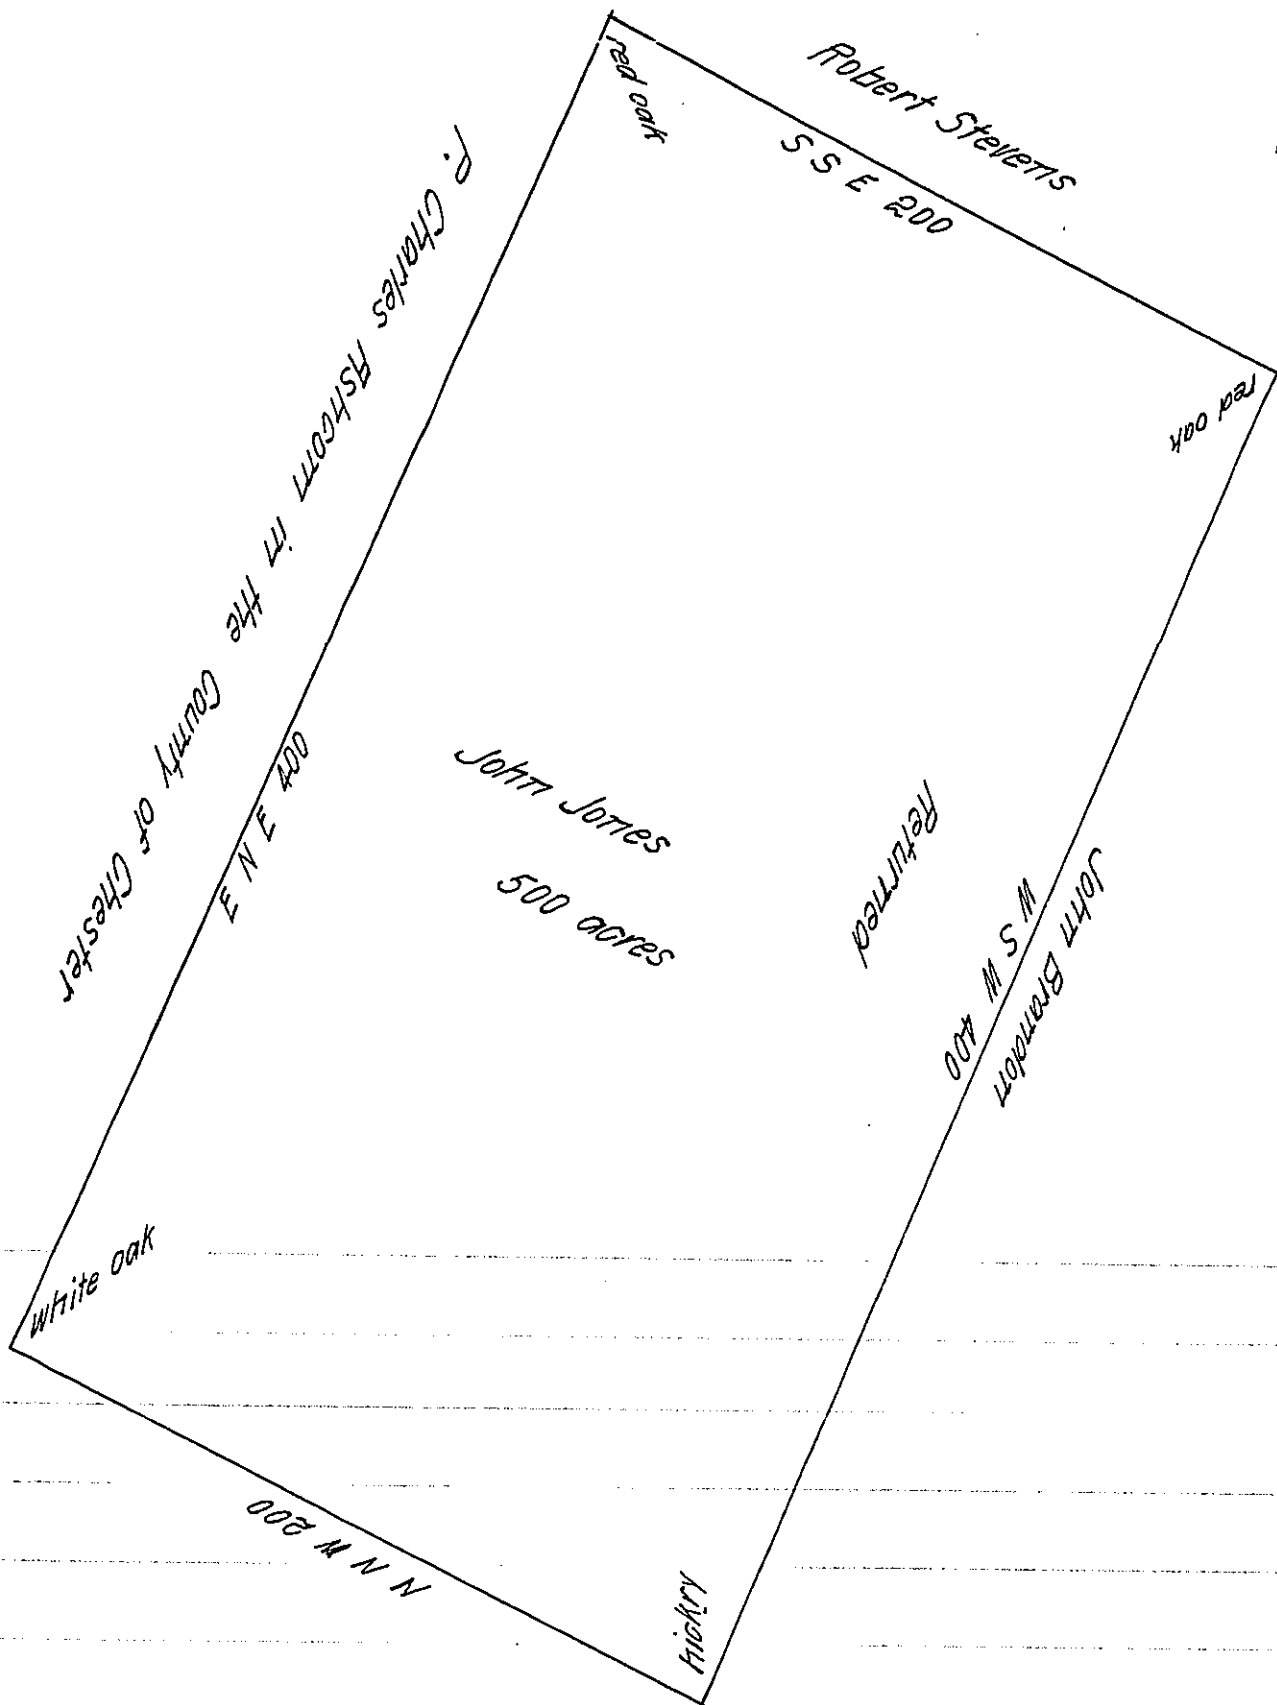 Robert Stevens
red oak
S S E 200
P. Charles Ashcom in the County of Chester
red oak
E N E 400
John Jones
500 acres
Returned
W S W 400
John Brandon
white oak
N N W 200
hickry